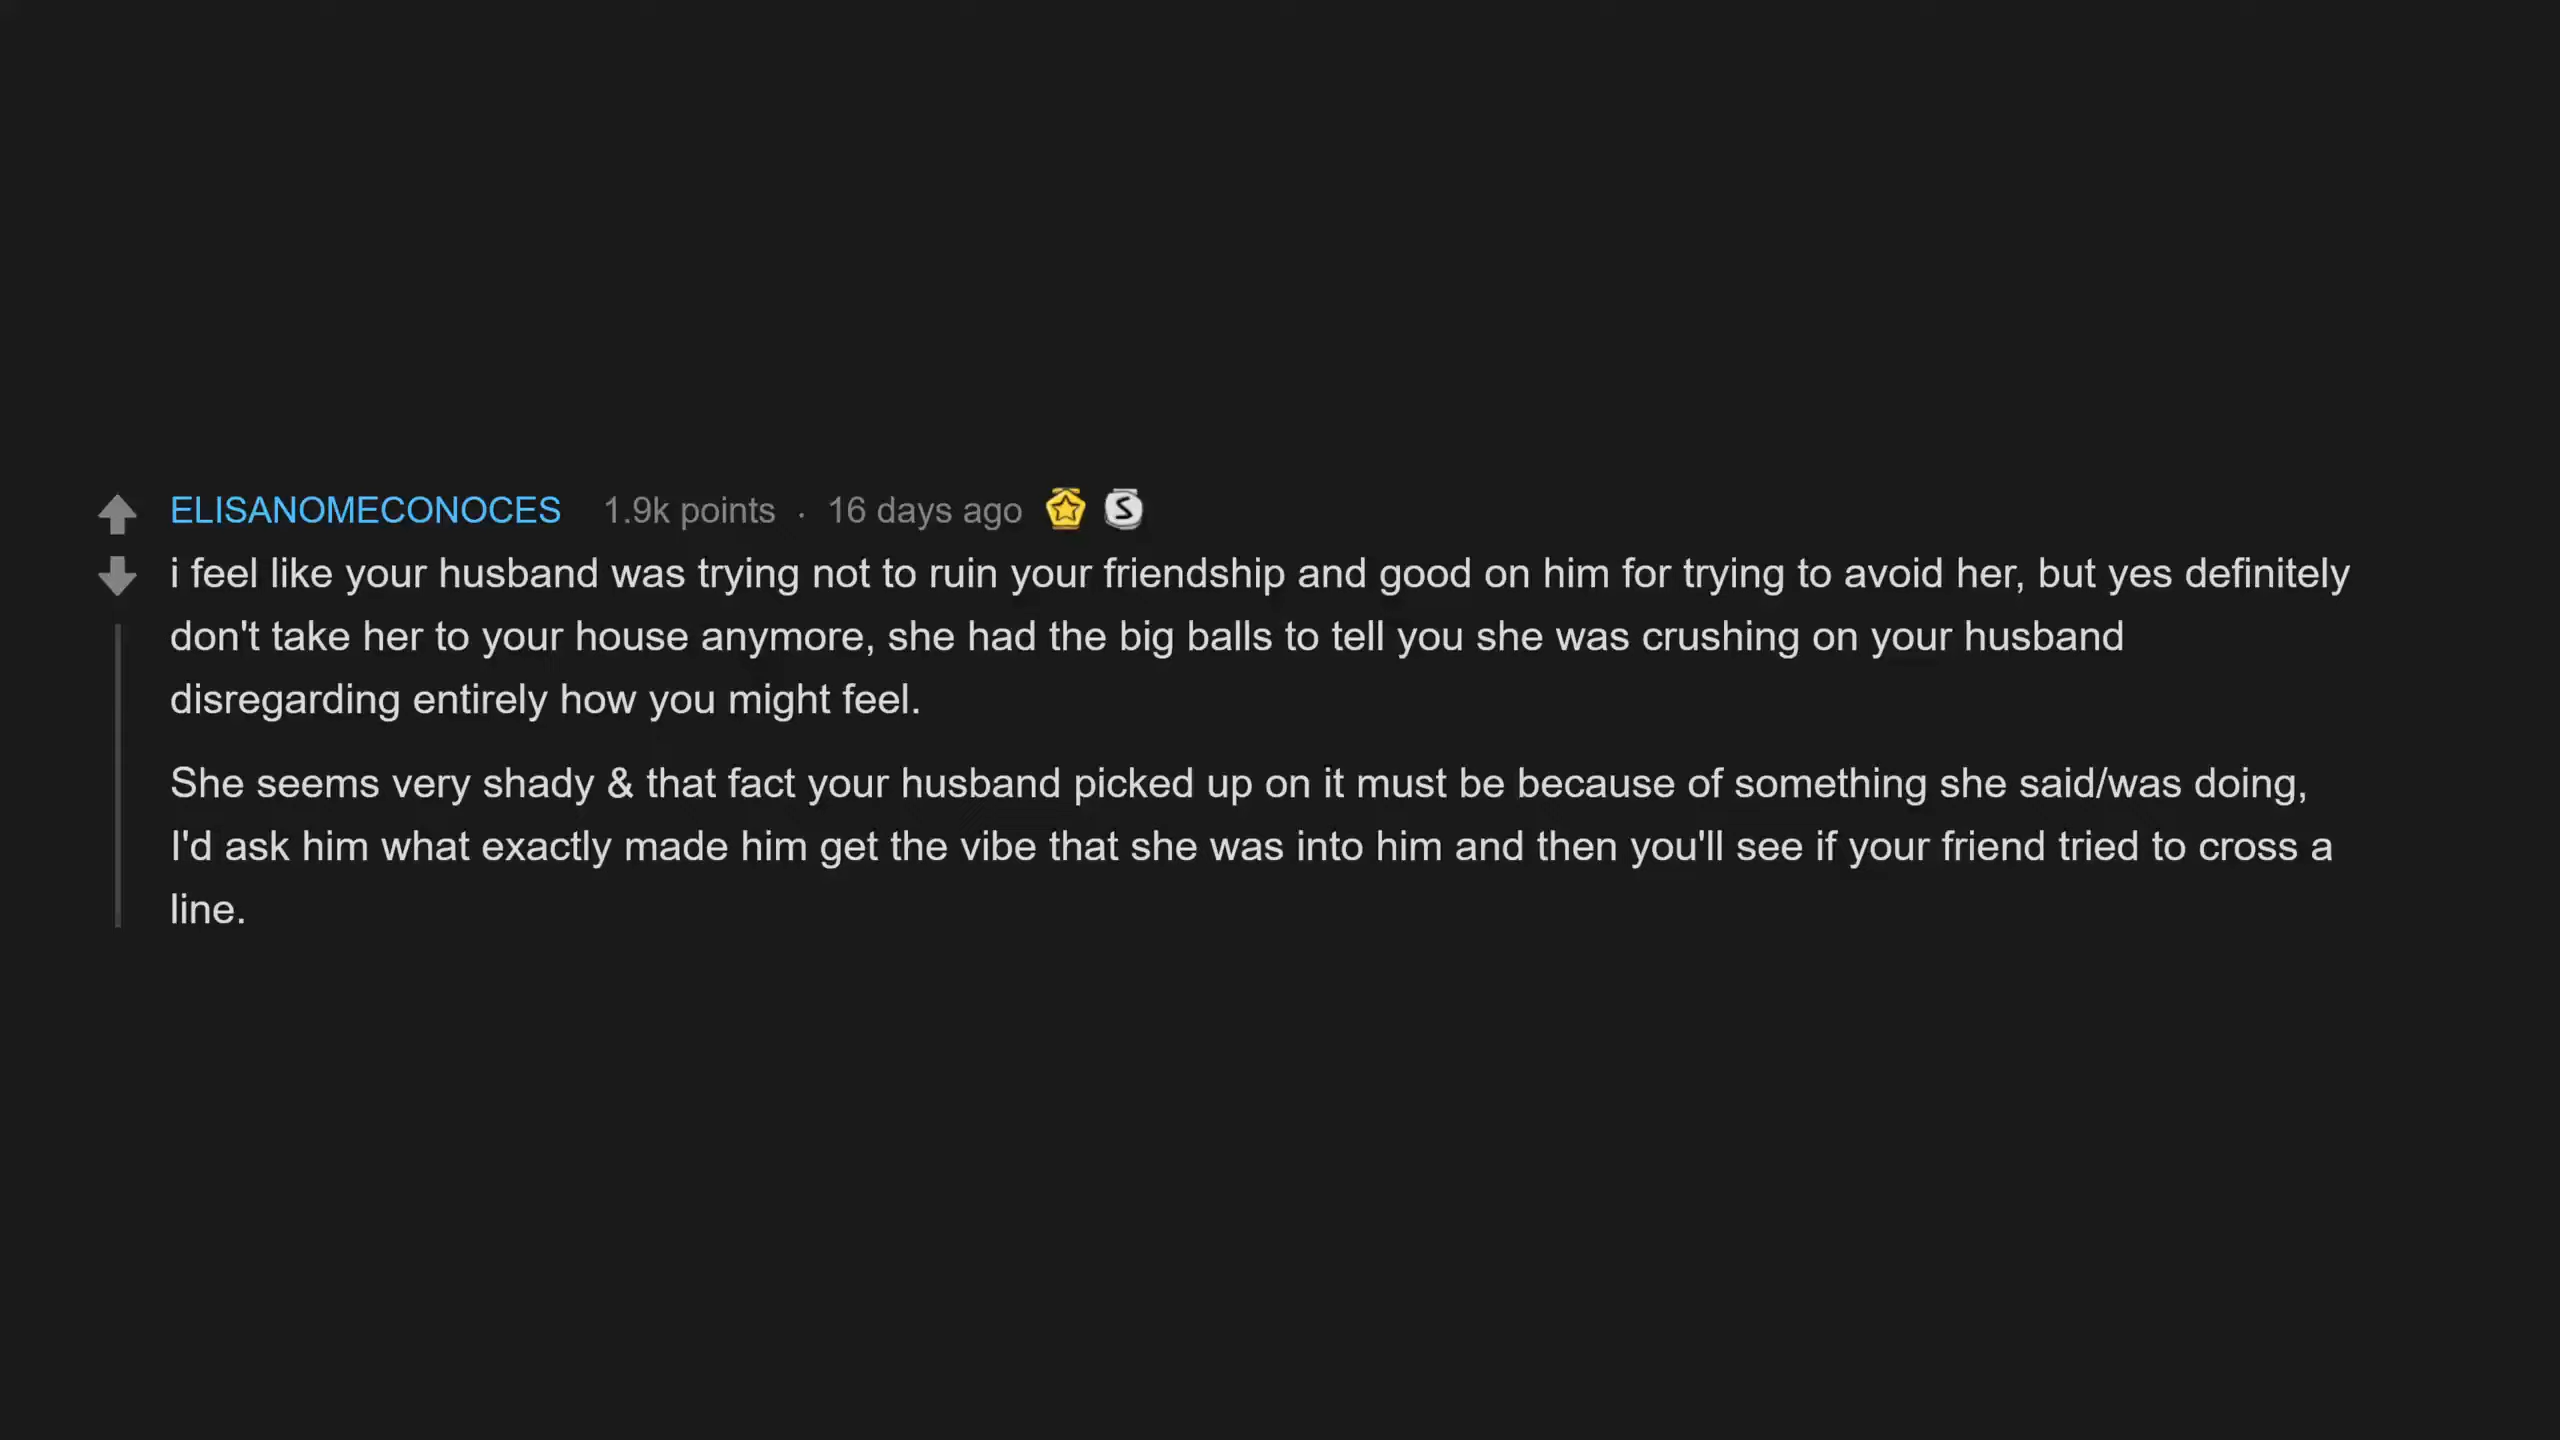 ELISANOMECONOCES 1.9k points · 16 days ago S
i feel like your husband was trying not to ruin your friendship and good on him for trying to avoid her, but yes definitely
don't take her to your house anymore, she had the big balls to tell you she was crushing on your husband
disregarding entirely how you might feel.
She seems very shady & that fact your husband picked up on it must be because of something she said/was doing,
I'd ask him what exactly made him get the vibe that she was into him and then you'll see if your friend tried to cross a
line.